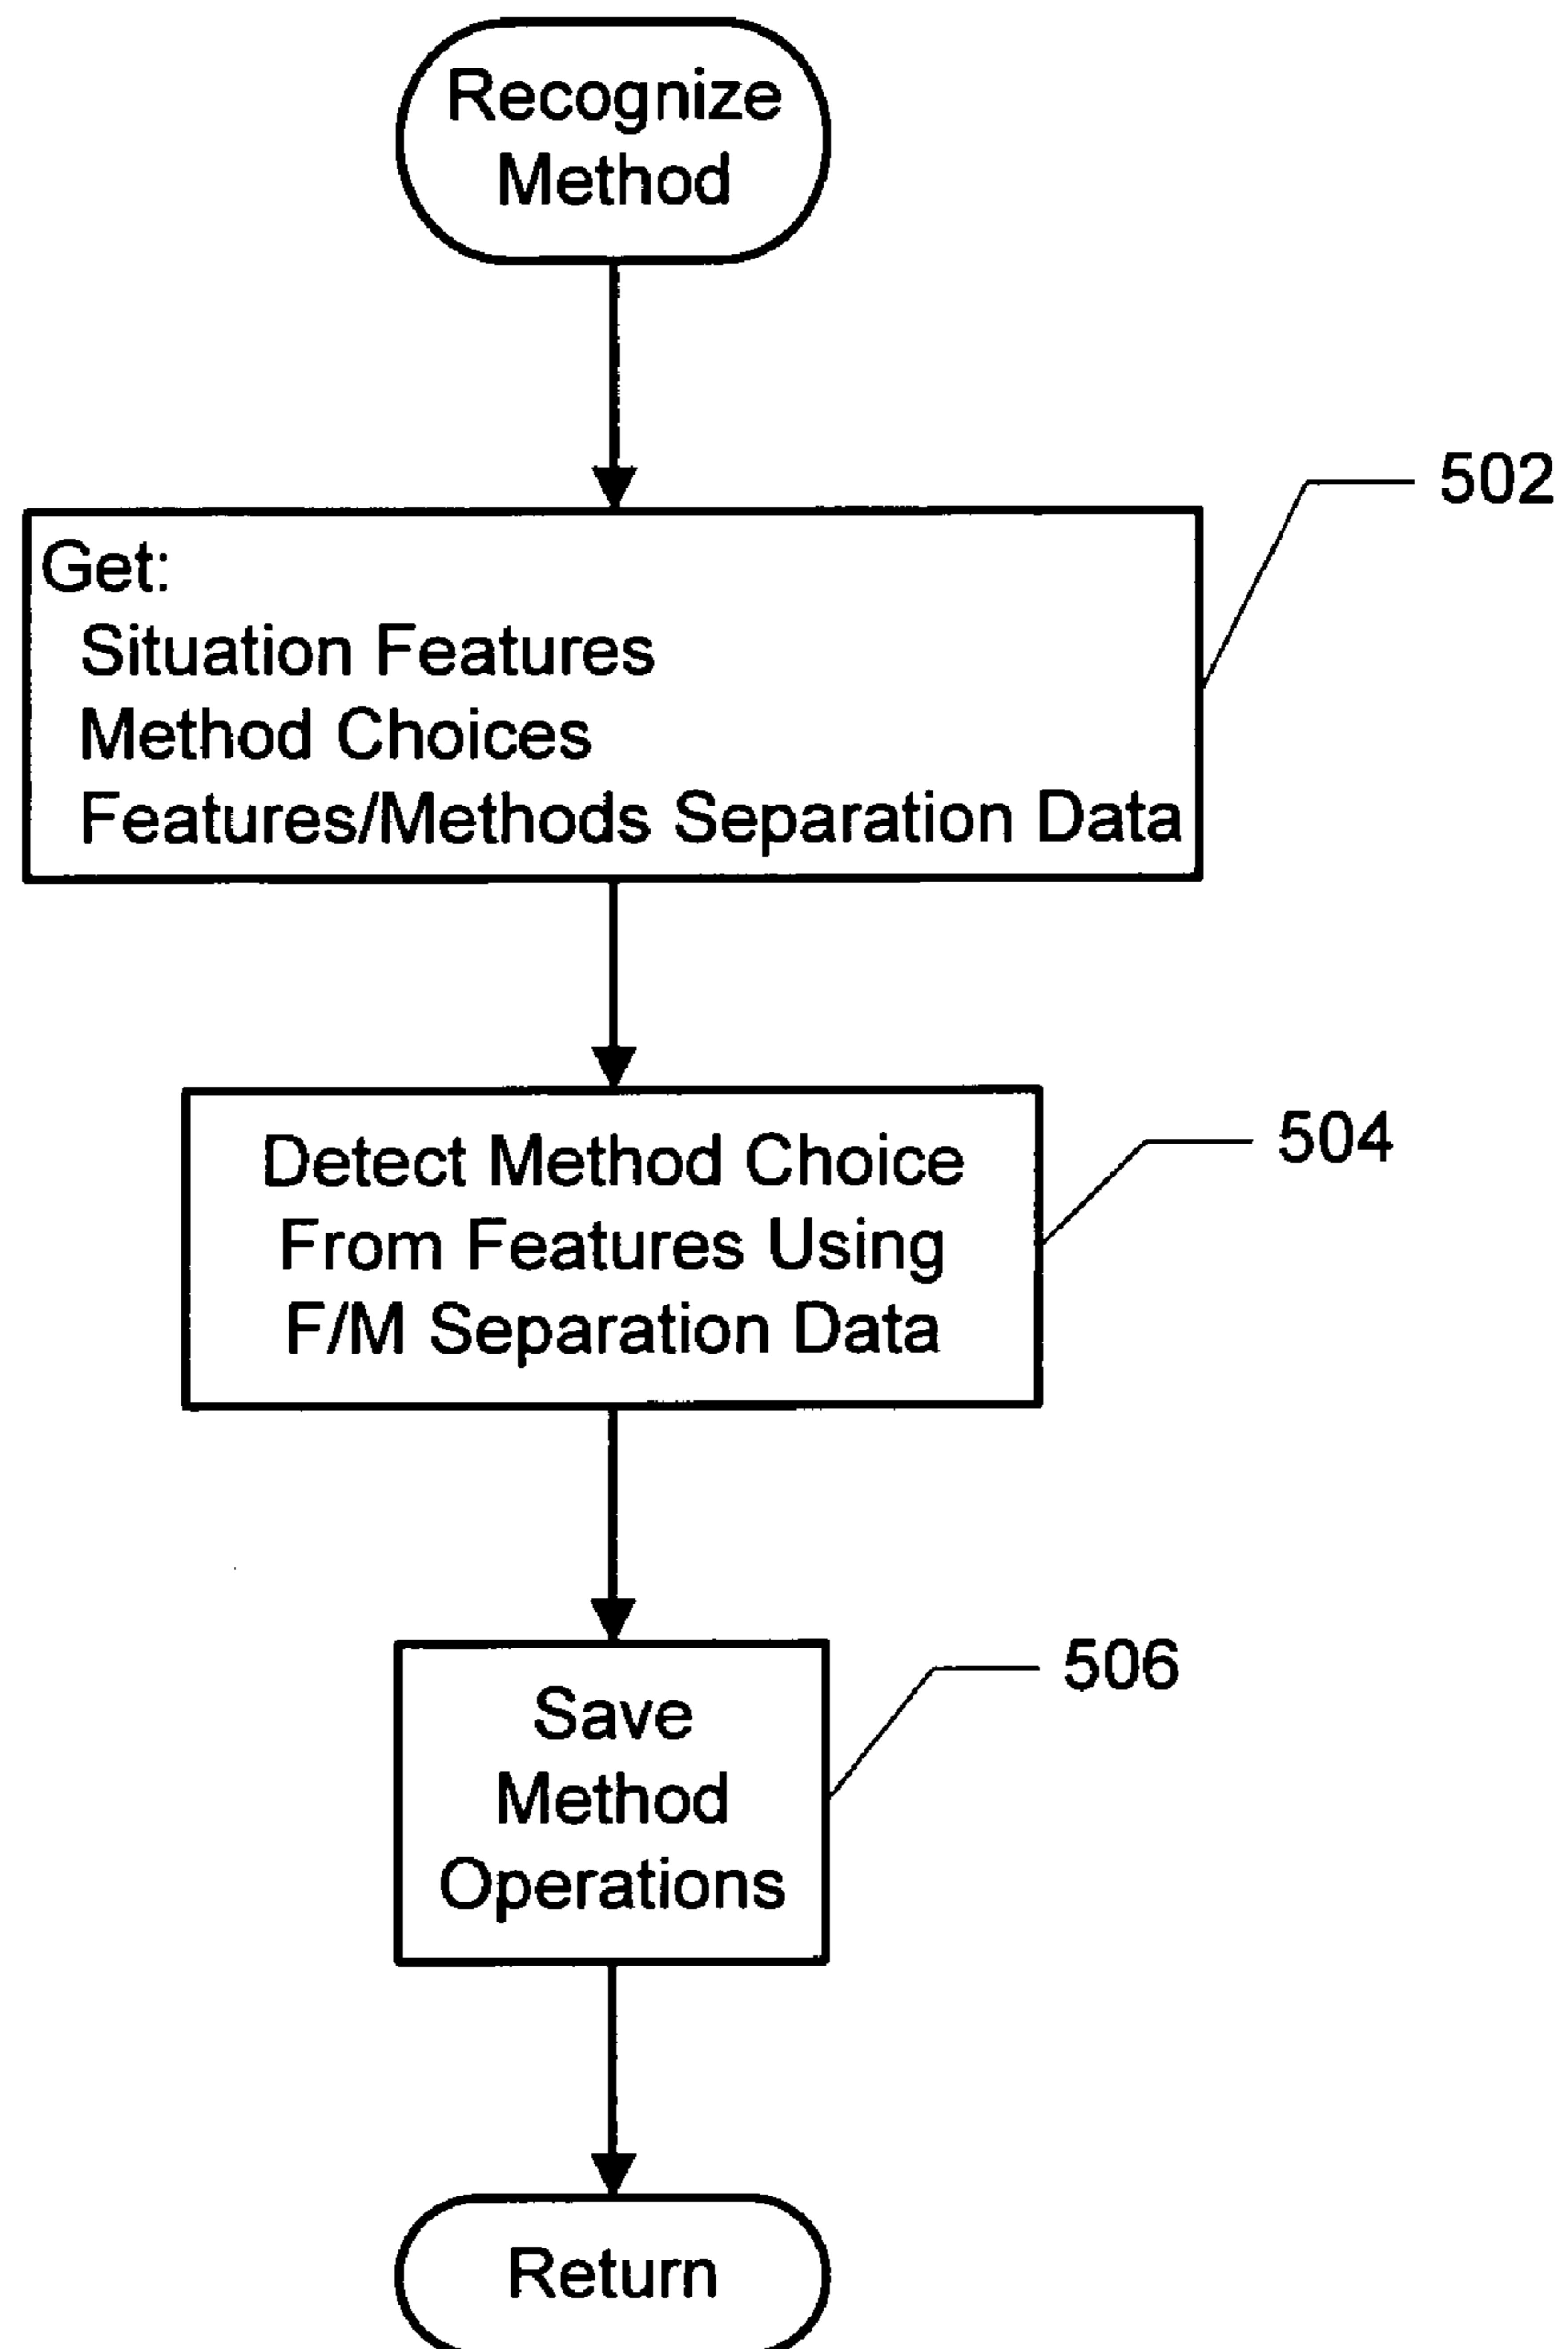 Recognize
Method
502
Get:
Situation Features
Method Choices
Features/Methods Separation Data
504
Detect Method Choice
From Features Using
F/M Separation Data
506
Save
Method
Operations
Return